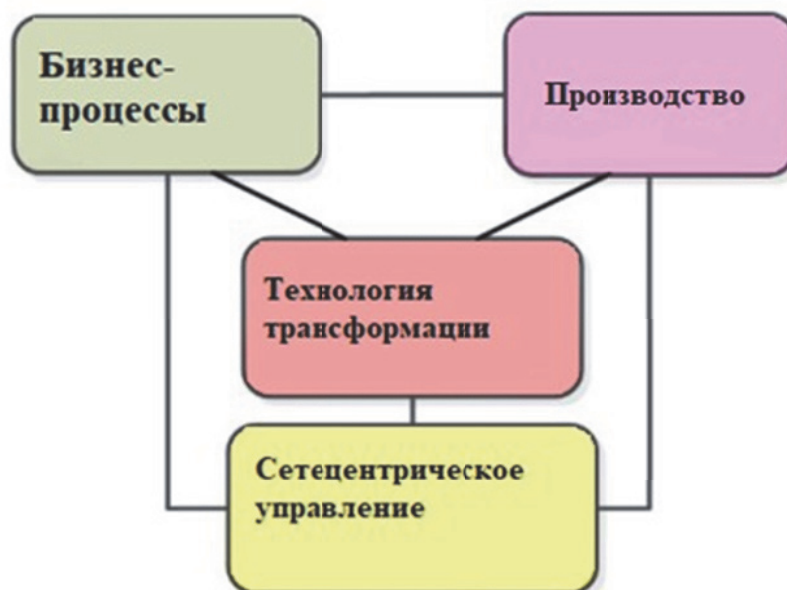 Бизнес-
процессы
Производство
Технология
трансформации
Сетецентрическое
управление